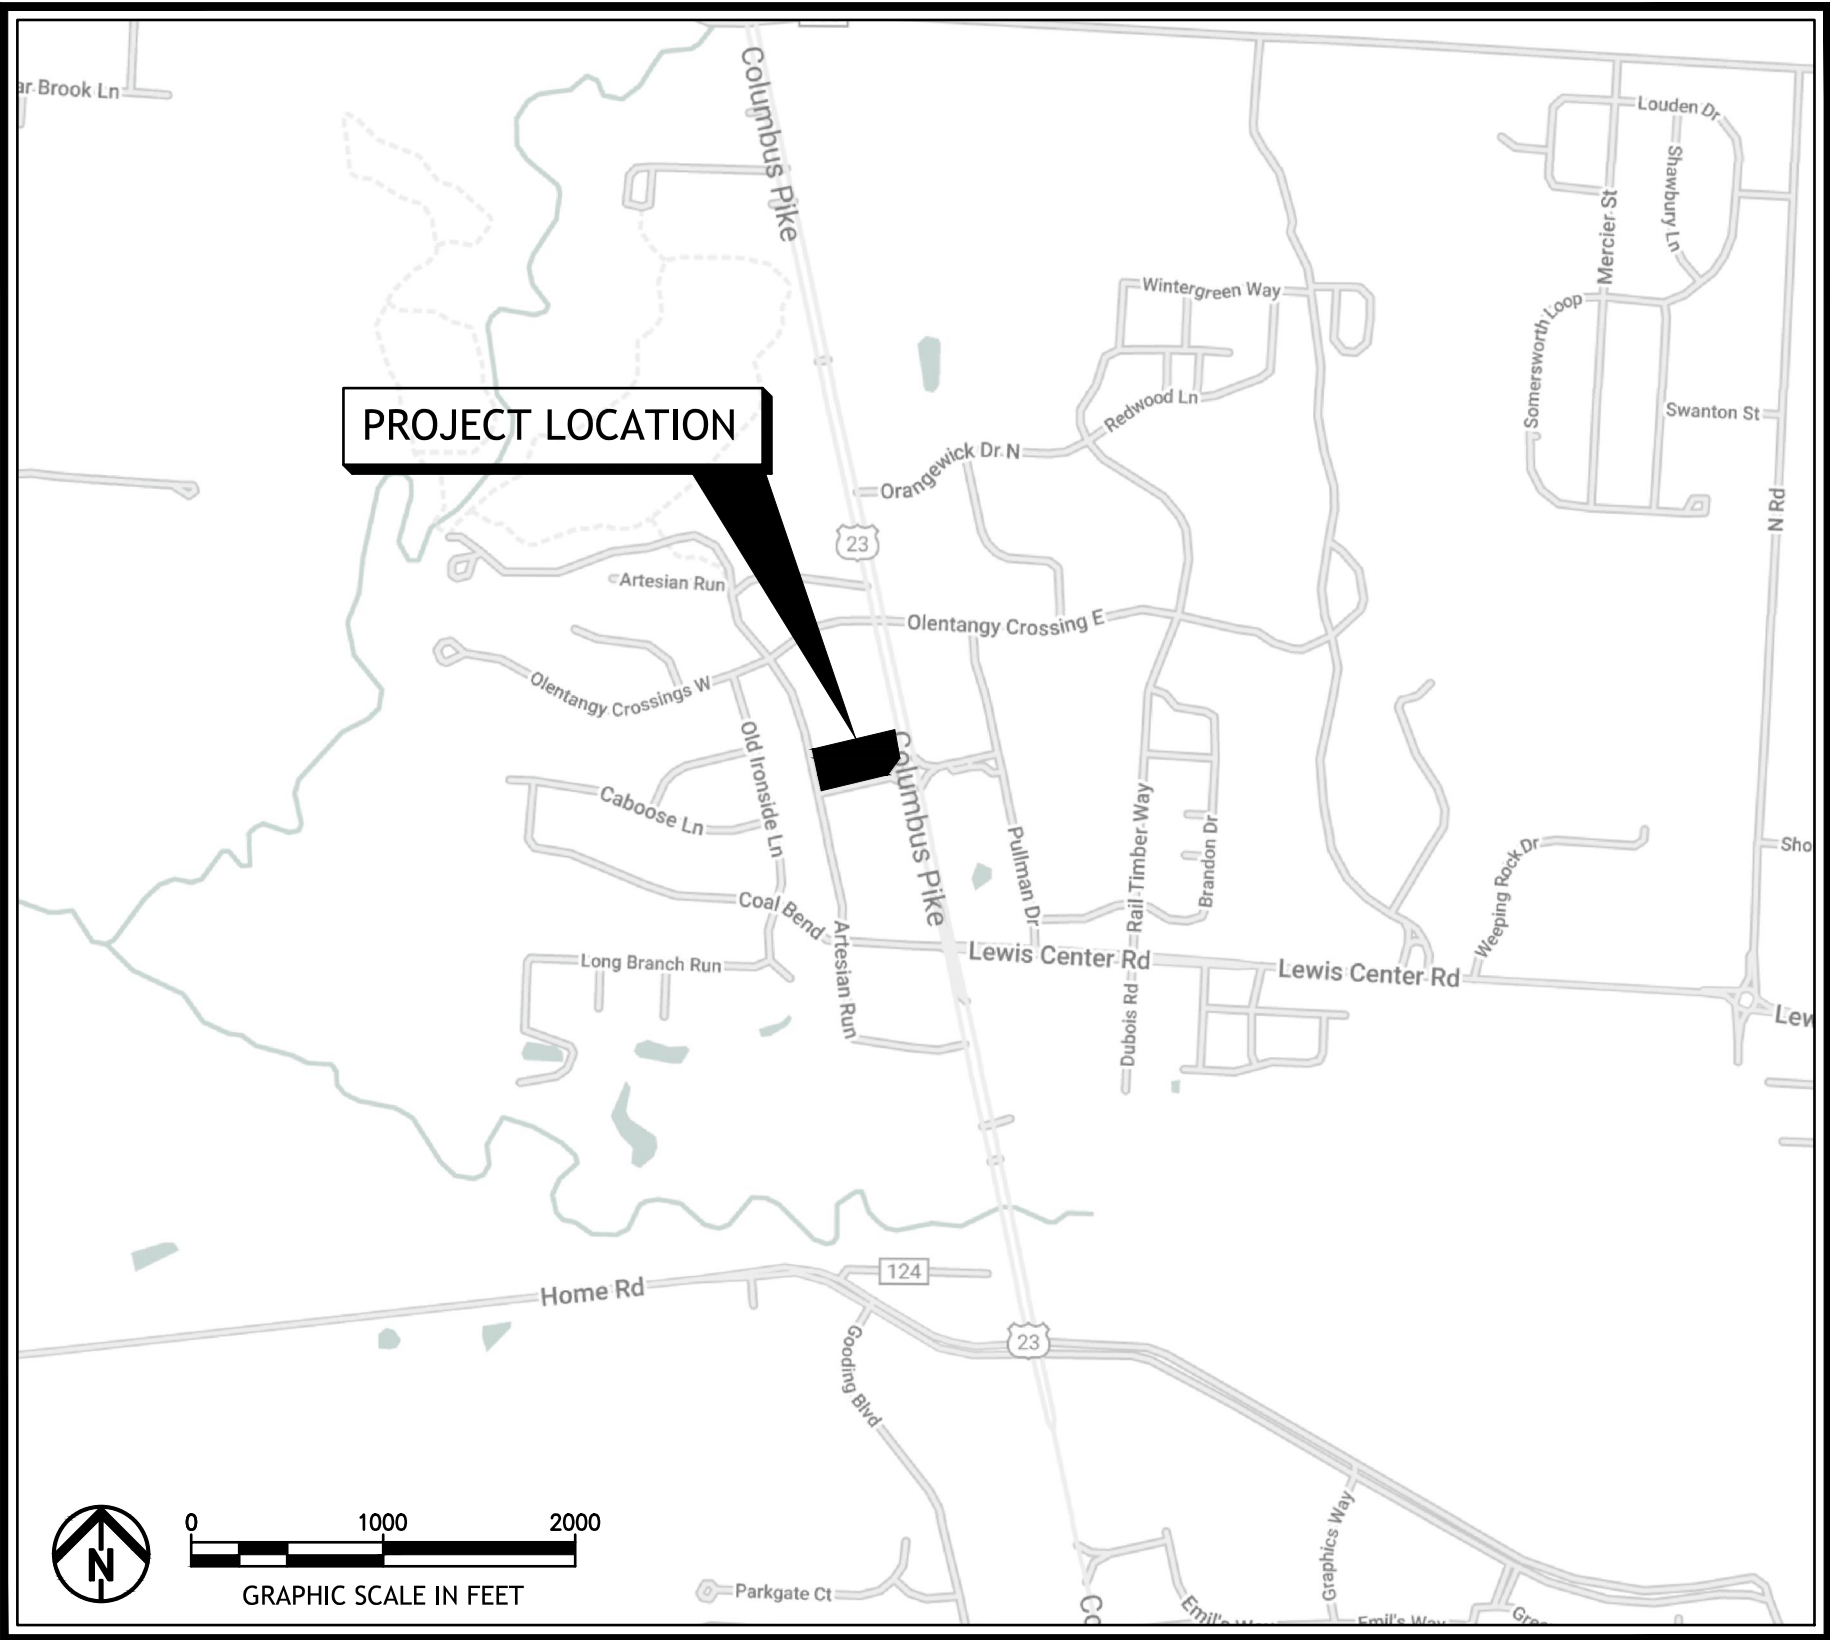 ar Brook Ln
Columbus Pike
Louden Dr
Shawbury Ln
Mercier St
Wintergreen Way
Somersworth Loop
Redwood Ln
Swanton St
PROJECT LOCATION
Orangewick Dr N
N Rd
23
Artesian Run
Olentangy Crossing E
Olentangy Crossings W
Old Ironside Ln
Columbus Pike
Caboose Ln
Pullman Dr
Rail Timber Way
Brandon Dr
Weeping Rock Dr
Sho
Coal Bend
Artesian Run
Lewis Center Rd
Lewis Center Rd
Long Branch Run
Dubois Rd
Lew
124
Home Rd
23
Gooding Blvd
Graphics Way
N
0 1000 2000
GRAPHIC SCALE IN FEET
Parkgate Ct
Co
Emil's Way
Emil's Way
Gree